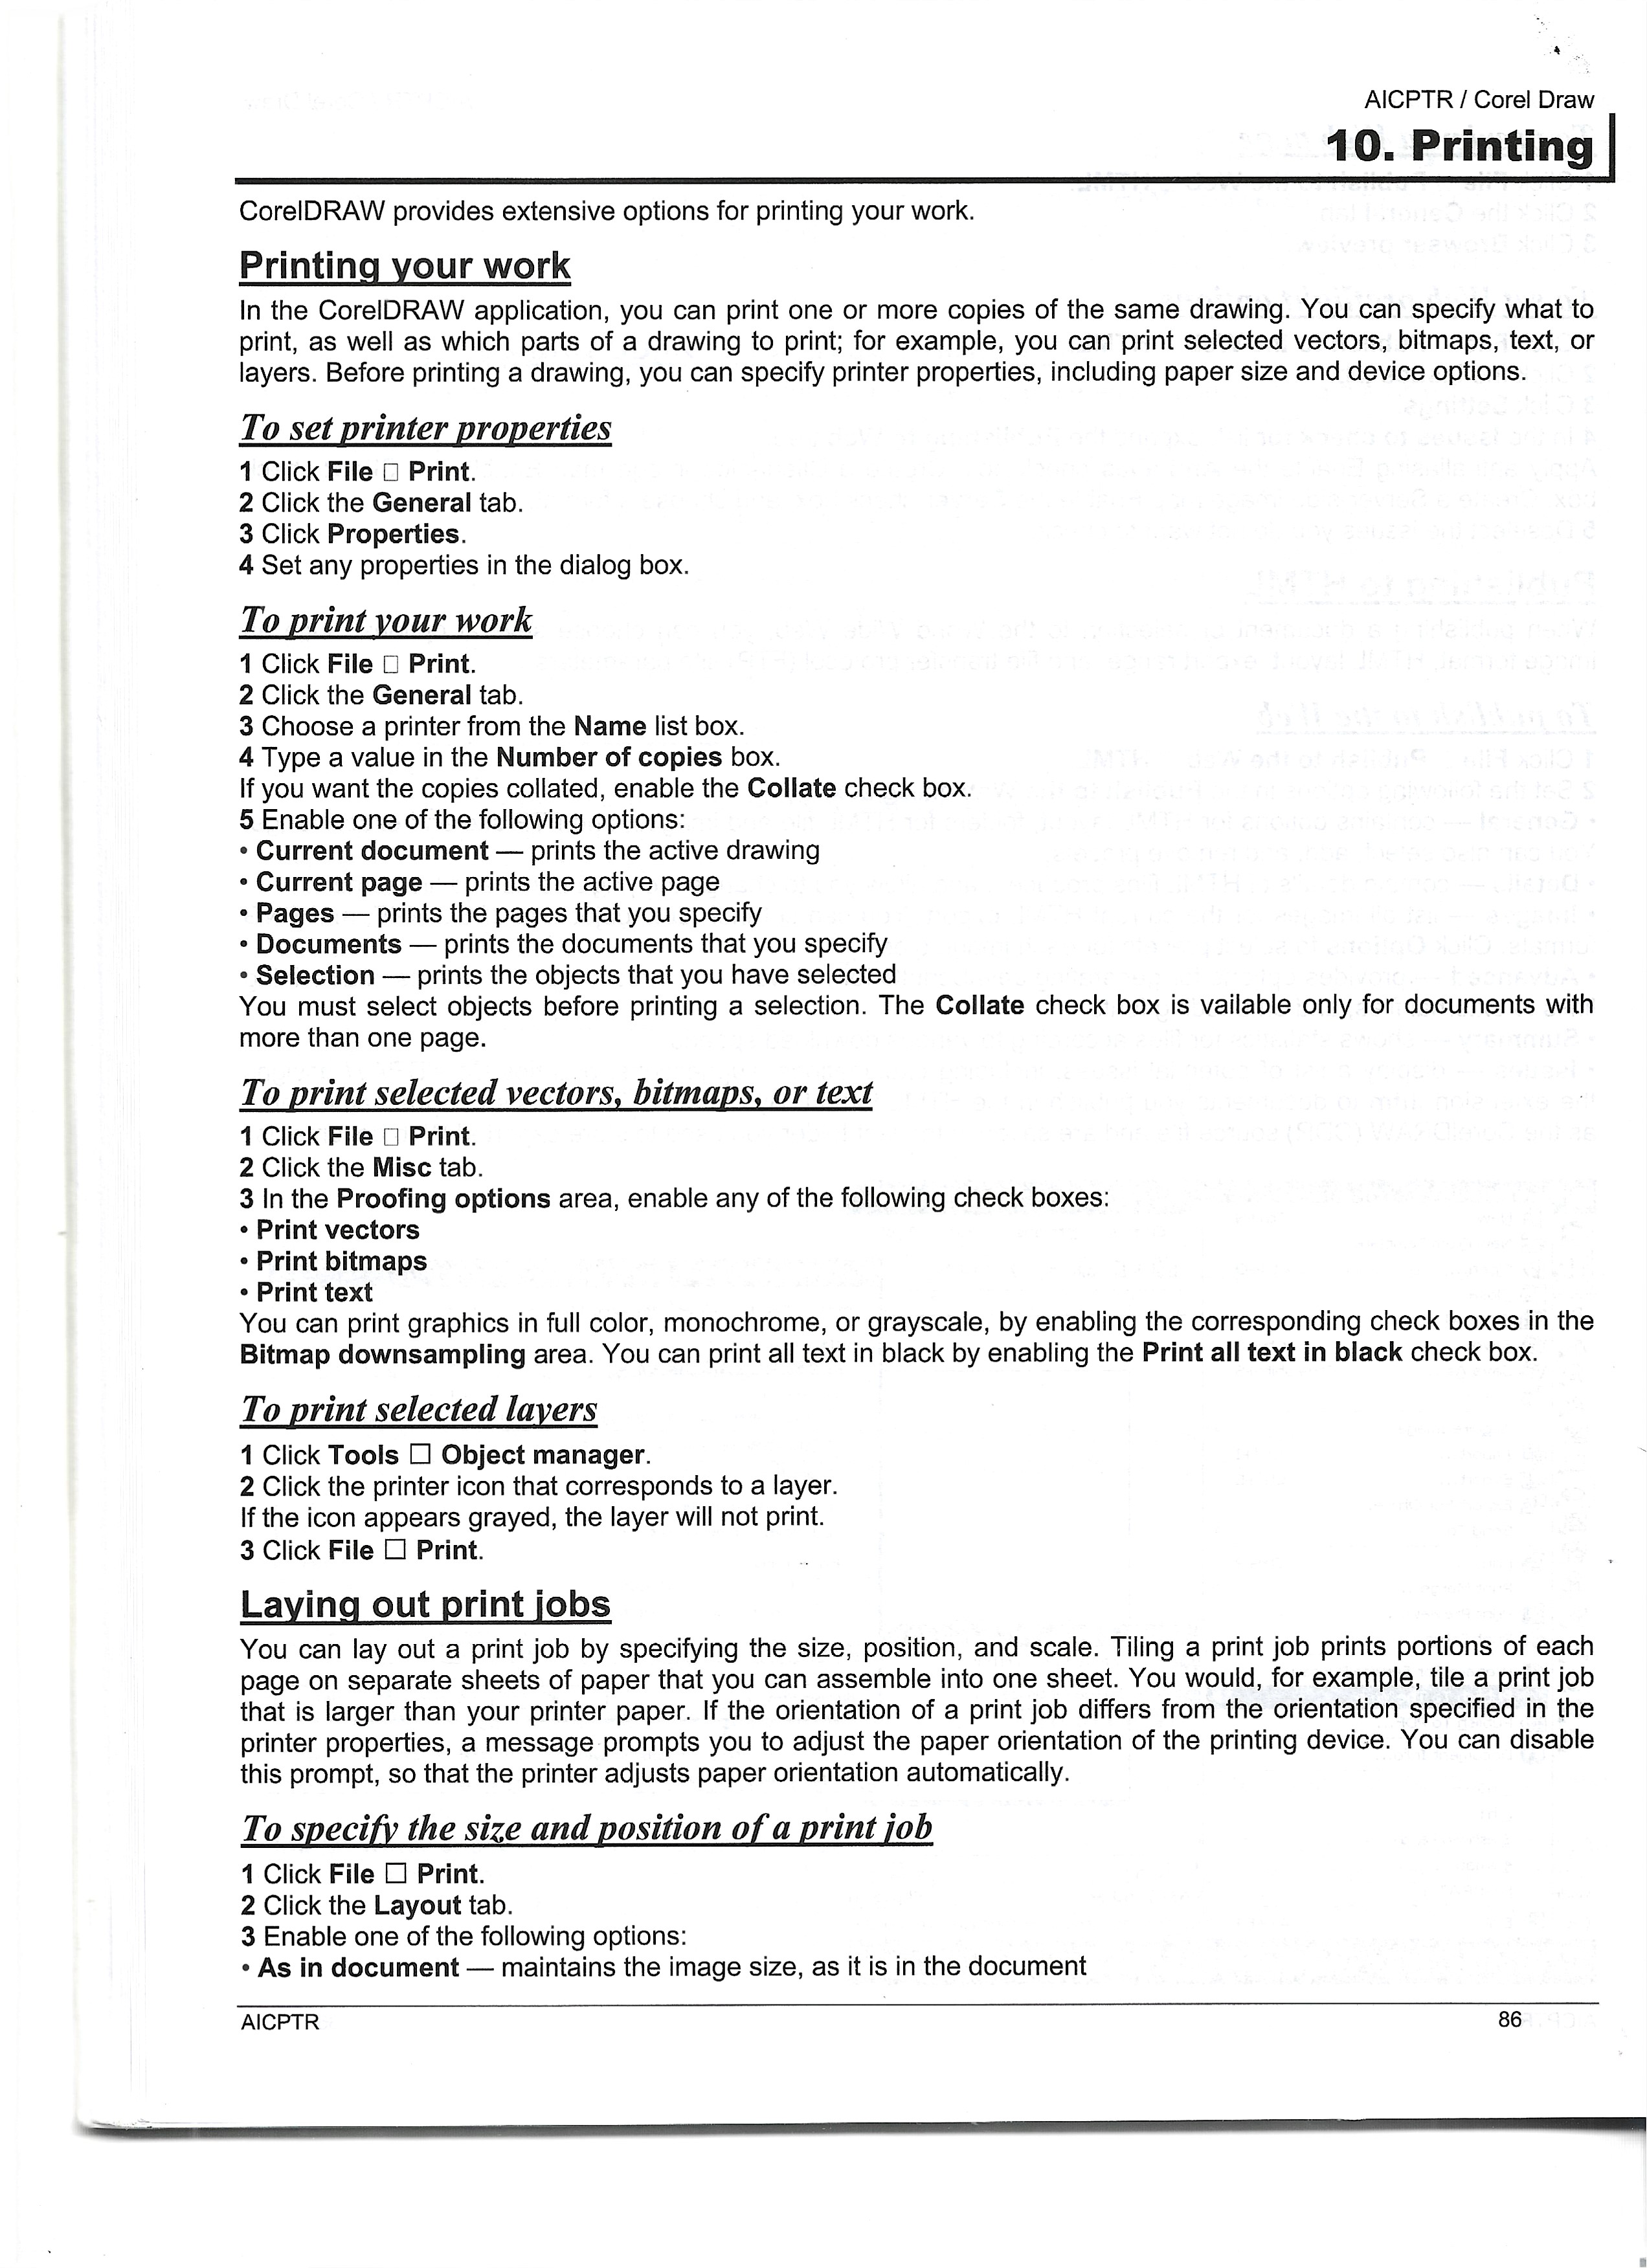 AICPTR / Corel Draw
10. Printing
CorelDRAW provides extensive options for printing your work.
Printing your work
In the CorelDRAW application, you can print one or more copies of the same drawing. You can specify what to
print, as well as which parts of a drawing to print; for example, you can print selected vectors, bitmaps, text, or
layers. Before printing a drawing, you can specify printer properties, including paper size and device options.
To set printer properties
1 Click File □ Print.
2 Click the General tab.
3 Click Properties.
4 Set any properties in the dialog box.
To print your work
1 Click File □ Print.
2 Click the General tab.
3 Choose a printer from the Name list box.
4 Type a value in the Number of copies box.
If you want the copies collated, enable the Collate check box.
5 Enable one of the following options:
• Current document — prints the active drawing
• Current page — prints the active page
• Pages — prints the pages that you specify
• Documents — prints the documents that you specify
• Selection — prints the objects that you have selected
You must select objects before printing a selection. The Collate check box is vailable only for documents with
more than one page.
To print selected vectors, bitmaps, or text
1 Click File □ Print.
2 Click the Misc tab.
3 In the Proofing options area, enable any of the following check boxes:
• Print vectors
• Print bitmaps
• Print text
You can print graphics in full color, monochrome, or grayscale, by enabling the corresponding check boxes in the
Bitmap downsampling area. You can print all text in black by enabling the Print all text in black check box.
To print selected layers
1 Click Tools □ Object manager.
2 Click the printer icon that corresponds to a layer.
If the icon appears grayed, the layer will not print.
3 Click File □ Print.
Laying out print jobs
You can lay out a print job by specifying the size, position, and scale. Tiling a print job prints portions of each
page on separate sheets of paper that you can assemble into one sheet. You would, for example, tile a print job
that is larger than your printer paper. If the orientation of a print job differs from the orientation specified in the
printer properties, a message prompts you to adjust the paper orientation of the printing device. You can disable
this prompt, so that the printer adjusts paper orientation automatically.
To specify the size and position of a print job
1 Click File □ Print.
2 Click the Layout tab.
3 Enable one of the following options:
• As in document — maintains the image size, as it is in the document
AICPTR 86